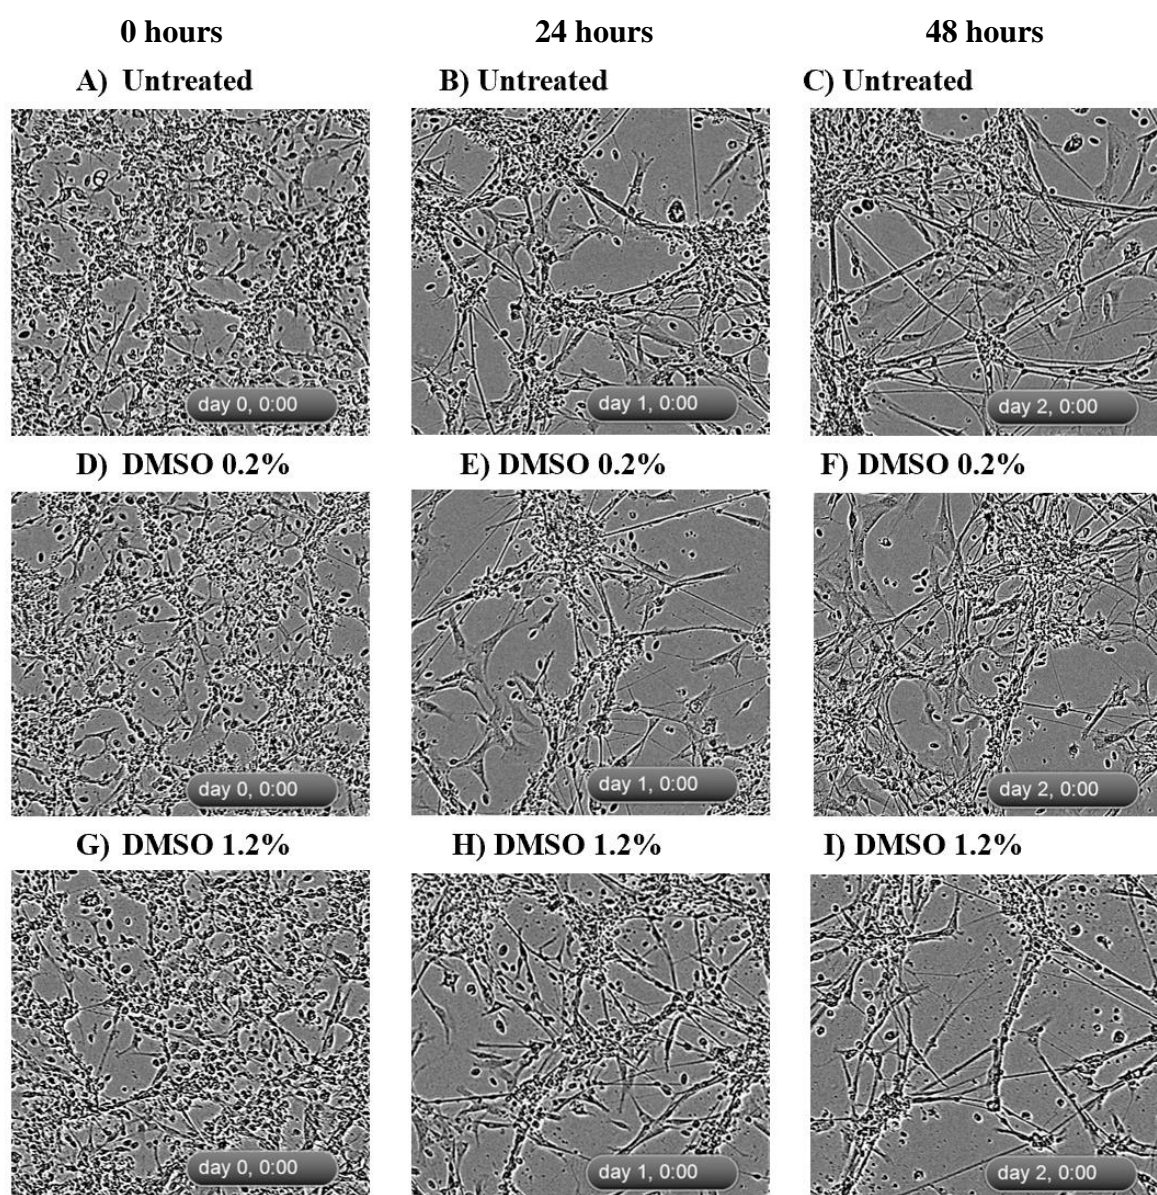 0 hours 24 hours 48 hours
A) Untreated B) Untreated C) Untreated
day 0, 0:00 day 1, 0:00 day 2, 0:00
D) DMSO 0.2% E) DMSO 0.2% F) DMSO 0.2%
day 0, 0:00 day 1, 0:00 day 2, 0:00
G) DMSO 1.2% H) DMSO 1.2% I) DMSO 1.2%
day 0, 0:00 day 1, 0:00 day 2, 0:00